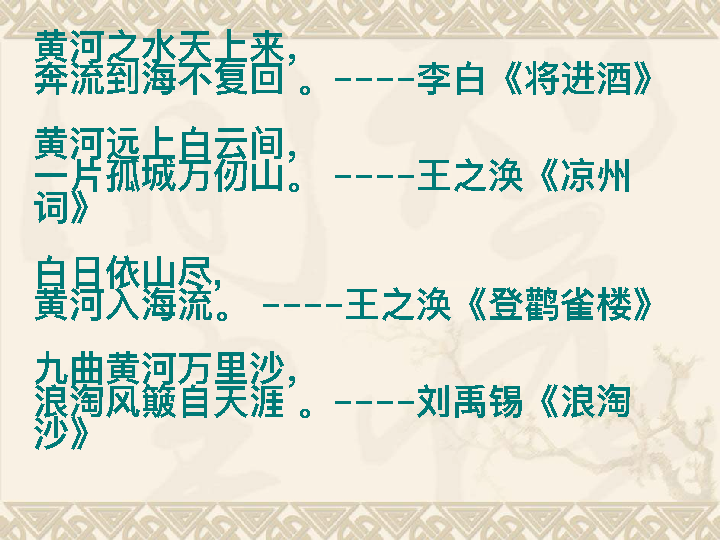 黄河之水天上来，
奔流到海不复回 。----李白《将进酒》
黄河远上白云间，
一片孤城万仞山。 ----王之涣《凉州
词》
白日依山尽,
黄河入海流。 ----王之涣《登鹳雀楼》
九曲黄河万里沙，
浪淘风簸自天涯 。----刘禹锡《浪淘
沙》